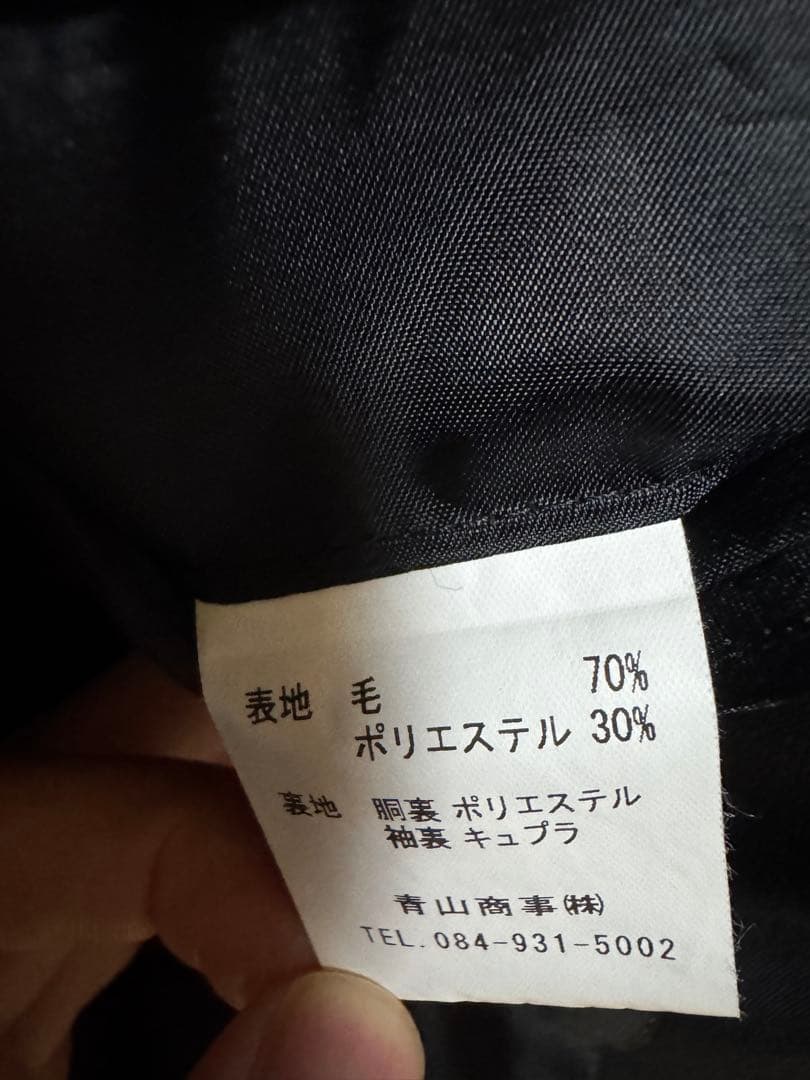 表地 毛 70%
ポリエステル 30%
裏地 胴裏 ポリエステル
袖裏 キュプラ
青山商事㈱
TEL.084-931-5002